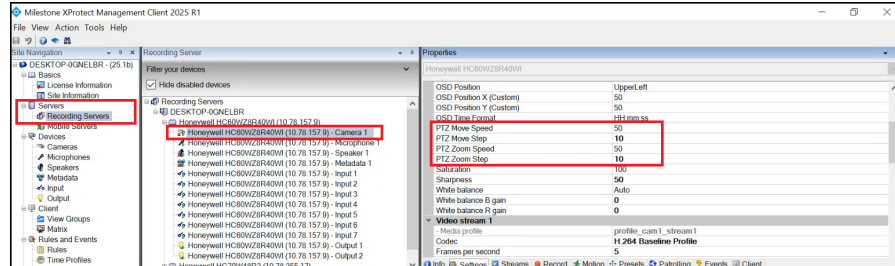 Milestone XProtect Management Client 2025 R1
File View Action Tools Help
Site Navigation
DESKTOP-0GNELBR - (25.1b)
Basics
License Information
Site Information
Servers
Recording Servers
Mobile Servers
Devices
Cameras
Microphones
Speakers
Metadata
Input
Output
Client
View Groups
Matrix
Rules and Events
Rules
Time Profiles
Recording Server
Filter your devices
Hide disabled devices
Recording Servers
DESKTOP-0GNELBR
Honeywell HC60WZ8R40WI (10.78.157.9)
Honeywell HC60WZ8R40WI (10.78.157.9) - Camera 1
Honeywell HC60WZ8R40WI (10.78.157.9) - Microphone 1
Honeywell HC60WZ8R40WI (10.78.157.9) - Speaker 1
Honeywell HC60WZ8R40WI (10.78.157.9) - Metadata 1
Honeywell HC60WZ8R40WI (10.78.157.9) - Input 1
Honeywell HC60WZ8R40WI (10.78.157.9) - Input 2
Honeywell HC60WZ8R40WI (10.78.157.9) - Input 3
Honeywell HC60WZ8R40WI (10.78.157.9) - Input 4
Honeywell HC60WZ8R40WI (10.78.157.9) - Input 5
Honeywell HC60WZ8R40WI (10.78.157.9) - Input 6
Honeywell HC60WZ8R40WI (10.78.157.9) - Input 7
Honeywell HC60WZ8R40WI (10.78.157.9) - Output 1
Honeywell HC60WZ8R40WI (10.78.157.9) - Output 2
Properties
Honeywell HC60WZ8R40WI
OSD Position UpperLeft
OSD Position X (Custom) 50
OSD Position Y (Custom) 50
OSD Time Format HH:mm:ss
PTZ Move Speed 50
PTZ Move Step 10
PTZ Zoom Speed 50
PTZ Zoom Step 10
Saturation 100
Sharpness 50
White balance Auto
White balance B gain 0
White balance R gain 0
Video stream 1
- Media profile profile_cam1_stream1
Codec H.264 Baseline Profile
Frames per second 5
Info Settings Streams Record Motion Presets Patrolling Events Client